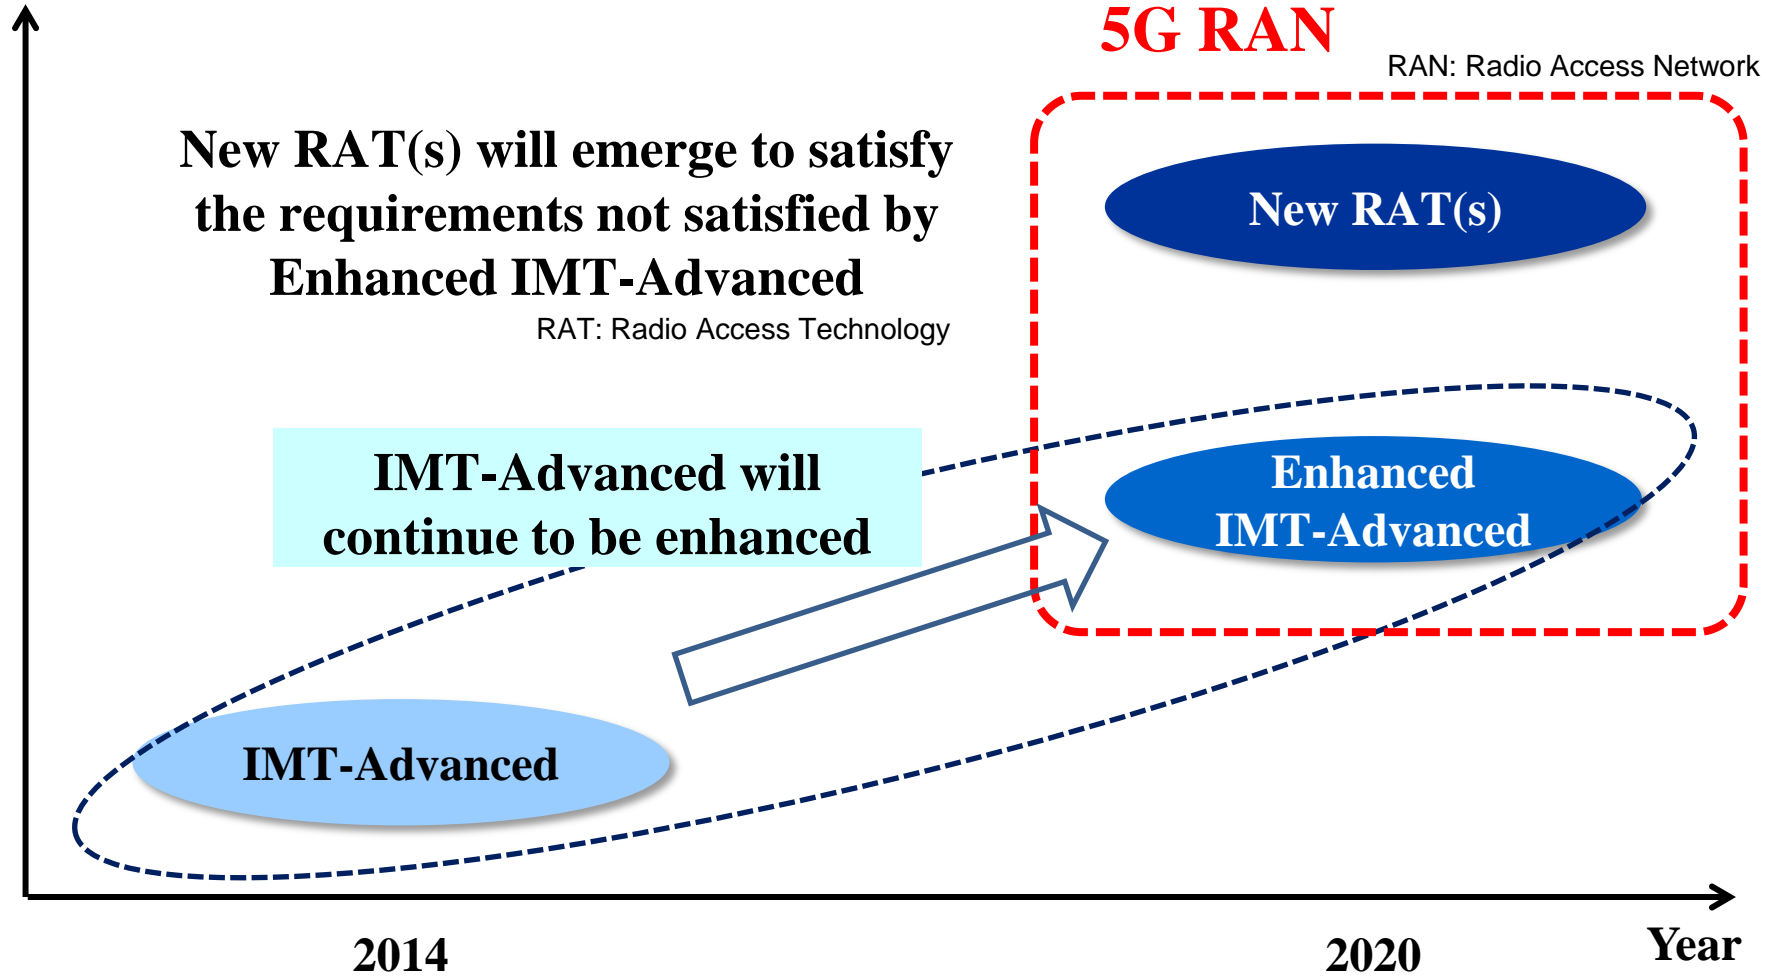 5G RAN
RAN: Radio Access Network
New RAT(s) will emerge to satisfy
the requirements not satisfied by
Enhanced IMT-Advanced
RAT: Radio Access Technology
New RAT(s)
IMT-Advanced will
continue to be enhanced
Enhanced
IMT-Advanced
IMT-Advanced
2014
2020
Year